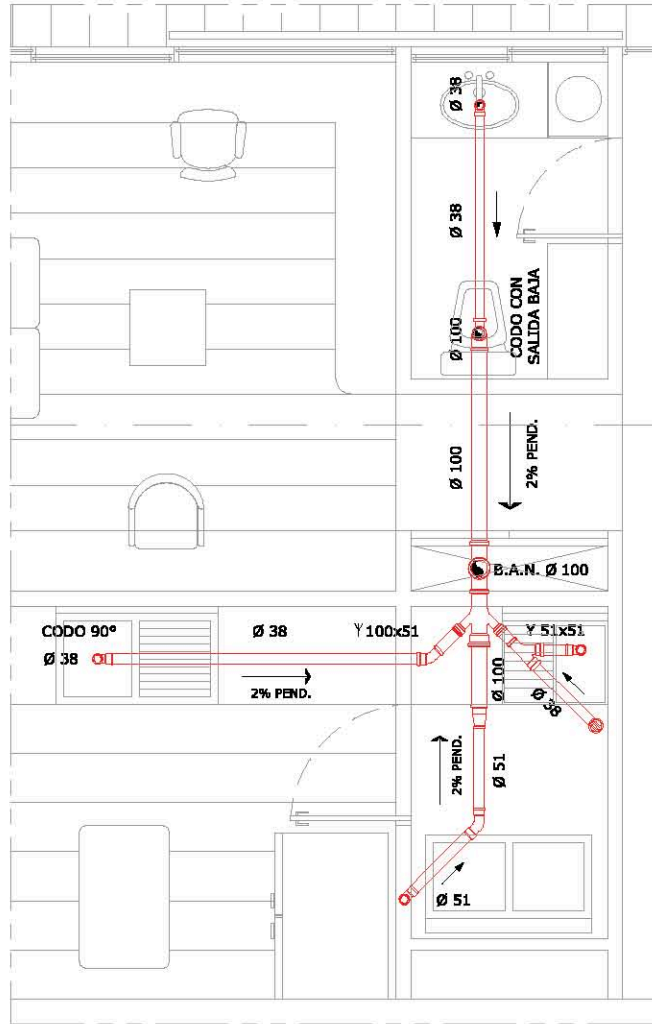 Ø 38
Ø 38
CODO CON
SALIDA BAJA
Ø 100
Ø 100
2% PEND.
B.A.N. Ø 100
CODO 90°
Ø 38
Y 100x51
Y 51x51
Ø 38
2% PEND.
Ø 100
Ø 38
2% PEND.
Ø 51
Ø 51